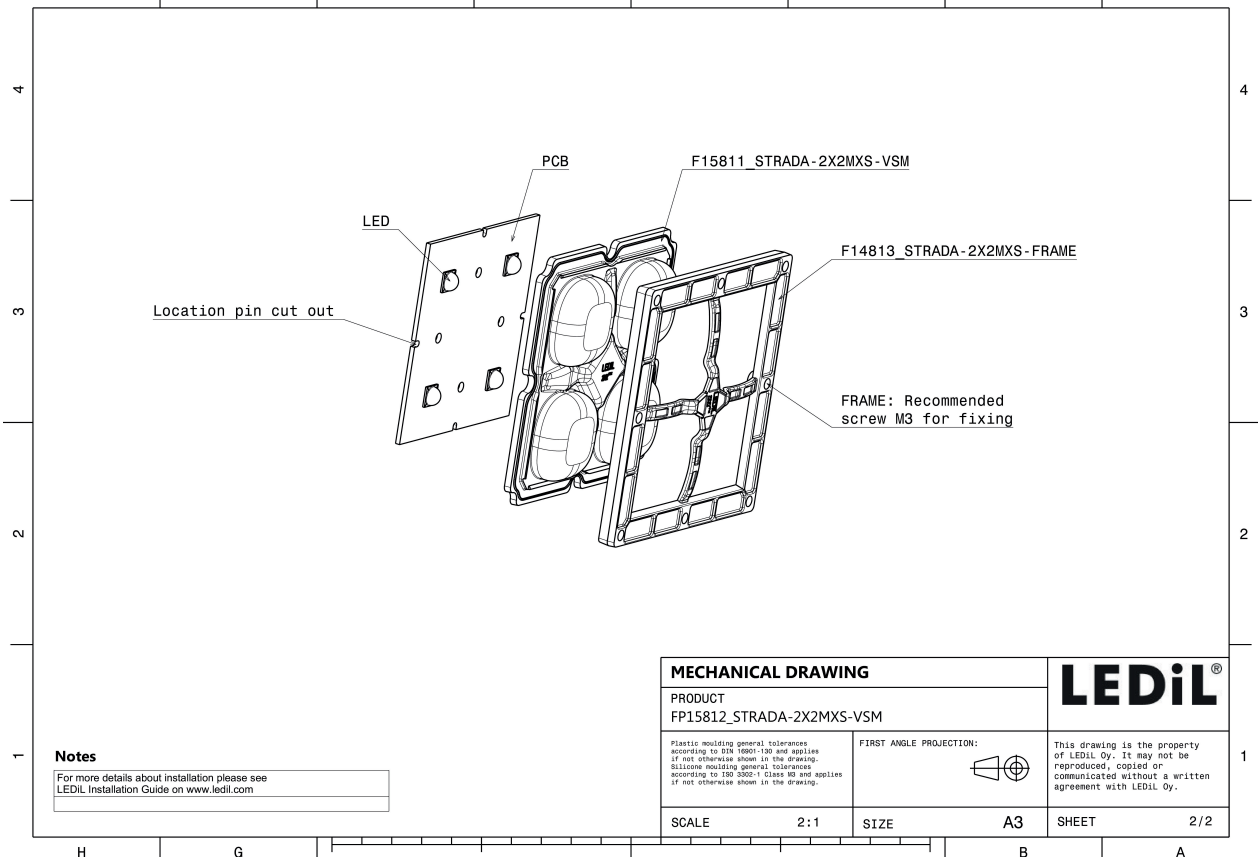 4
4
PCB
F15811_STRADA-2X2MXS-VSM
LED
F14813_STRADA-2X2MXS-FRAME
3
Location pin cut out
3
LEDiL
FRAME: Recommended
screw M3 for fixing
2
2
MECHANICAL DRAWING
LEDiL®
PRODUCT
FP15812_STRADA-2X2MXS-VSM
Plastic moulding general tolerances
according to DIN 16901-130 and applies
if not otherwise shown in the drawing.
Silicone moulding general tolerances
according to ISO 3302-1 Class M3 and applies
if not otherwise shown in the drawing.
FIRST ANGLE PROJECTION:
This drawing is the property
of LEDiL Oy. It may not be
reproduced, copied or
communicated without a written
agreement with LEDiL Oy.
1
1
Notes
For more details about installation please see
LEDiL Installation Guide on www.ledil.com
SCALE 2:1
SIZE A3
SHEET 2/2
H G B A